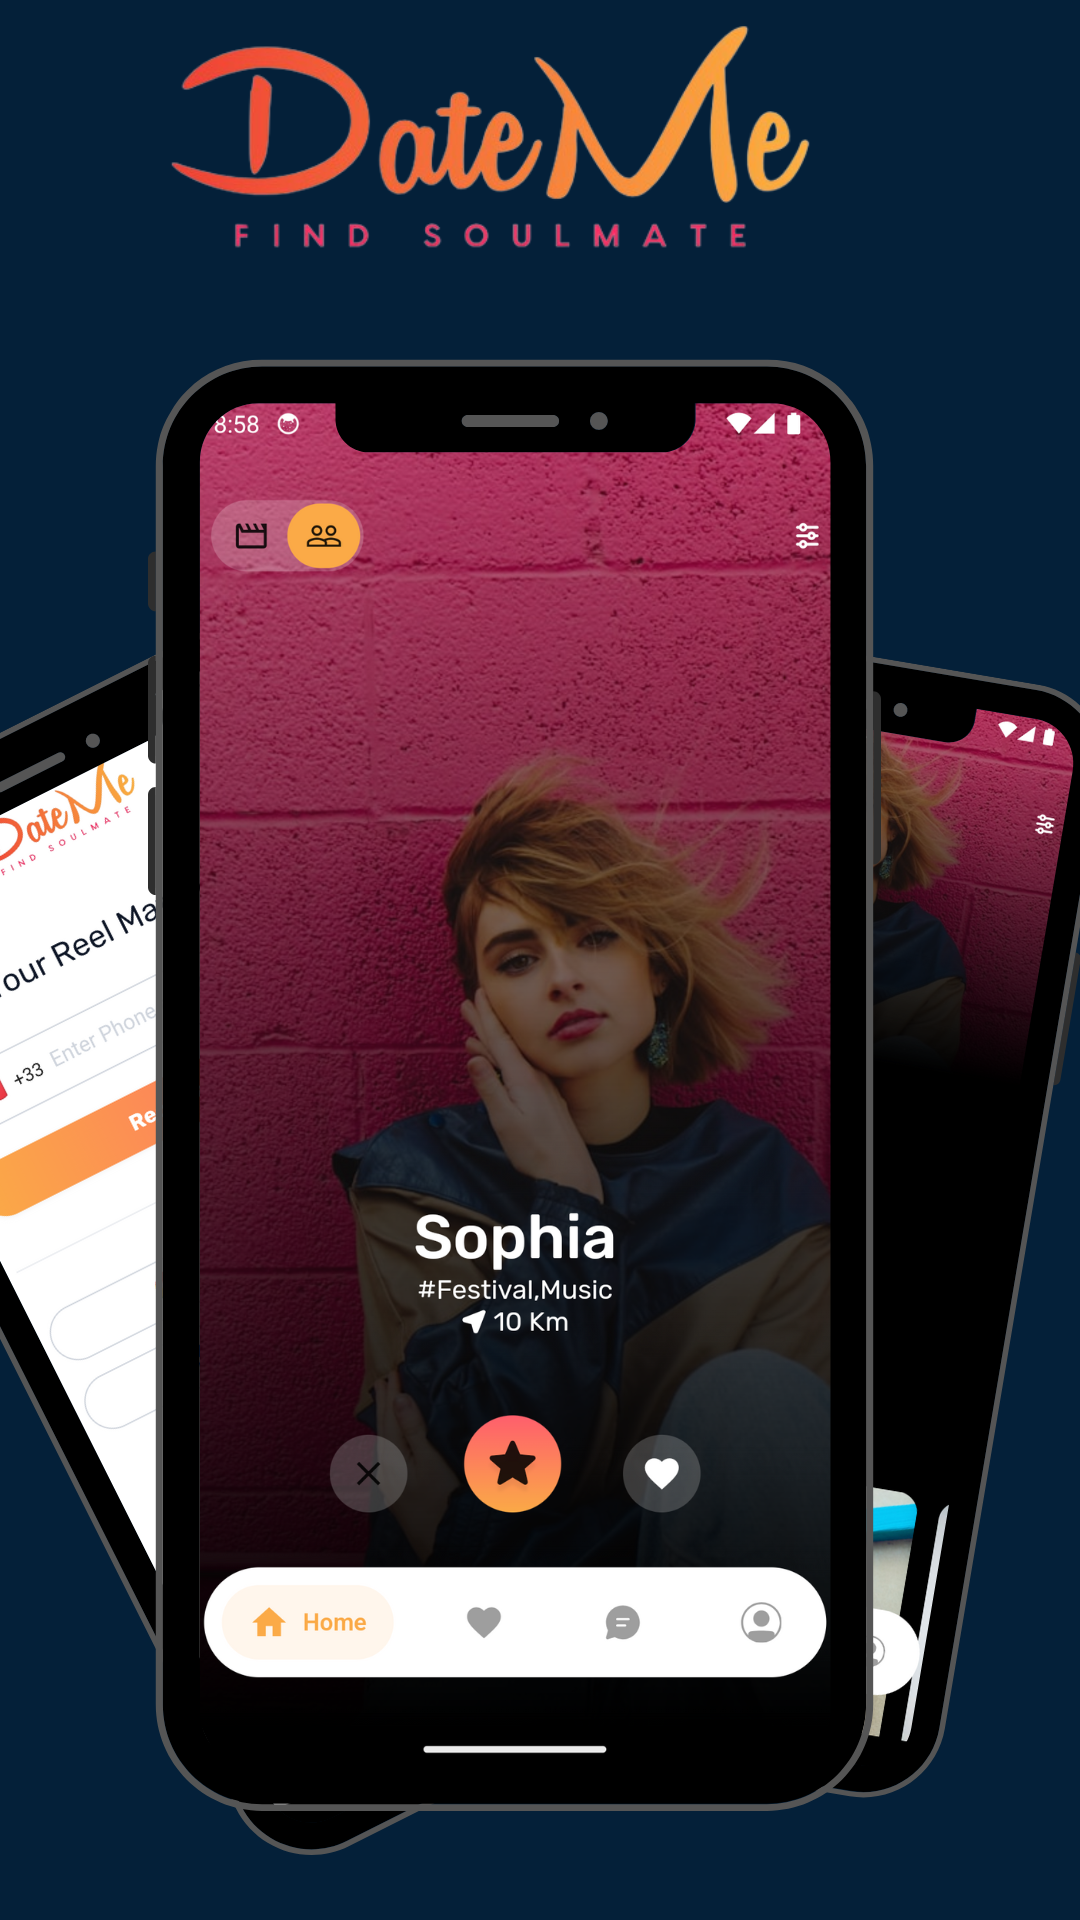 DateMe
FIND SOULMATE
8:58
Sophia
#Festival,Music
10 Km
Home
DateMe
FIND SOULMATE
our Reel Ma
+33 Enter Phone
Re